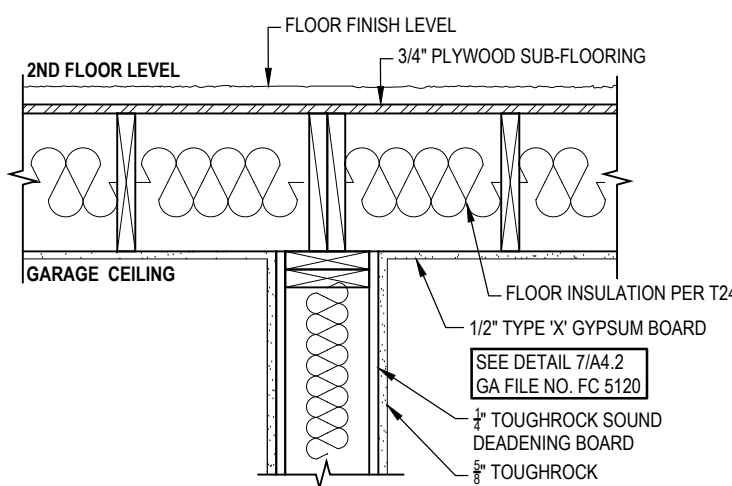 FLOOR FINISH LEVEL
3/4" PLYWOOD SUB-FLOORING
2ND FLOOR LEVEL
GARAGE CEILING
FLOOR INSULATION PER T24
1/2" TYPE 'X' GYPSUM BOARD
SEE DETAIL 7/A4.2
GA FILE NO. FC 5120
1/4" TOUGHROCK SOUND
DEADENING BOARD
5/8" TOUGHROCK